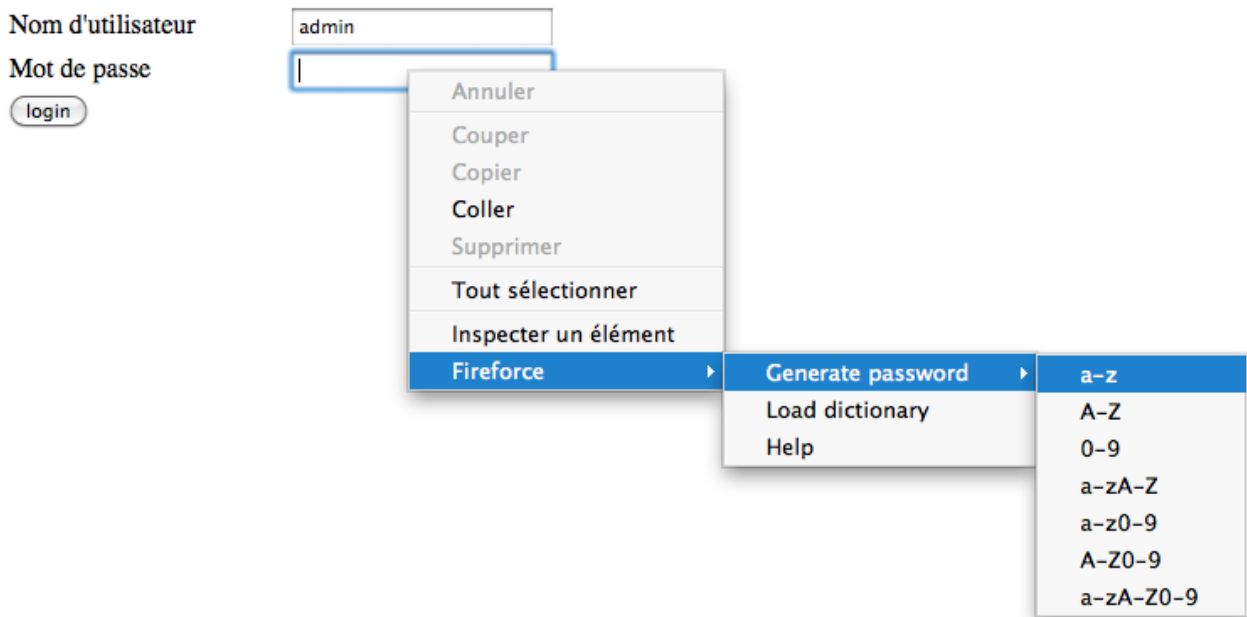 Nom d'utilisateur admin
Mot de passe
login
Annuler
Couper
Copier
Coller
Supprimer
Tout sélectionner
Inspecter un élément
Fireforce
Generate password
Load dictionary
Help
a-z
A-Z
0-9
a-zA-Z
a-z0-9
A-Z0-9
a-zA-Z0-9